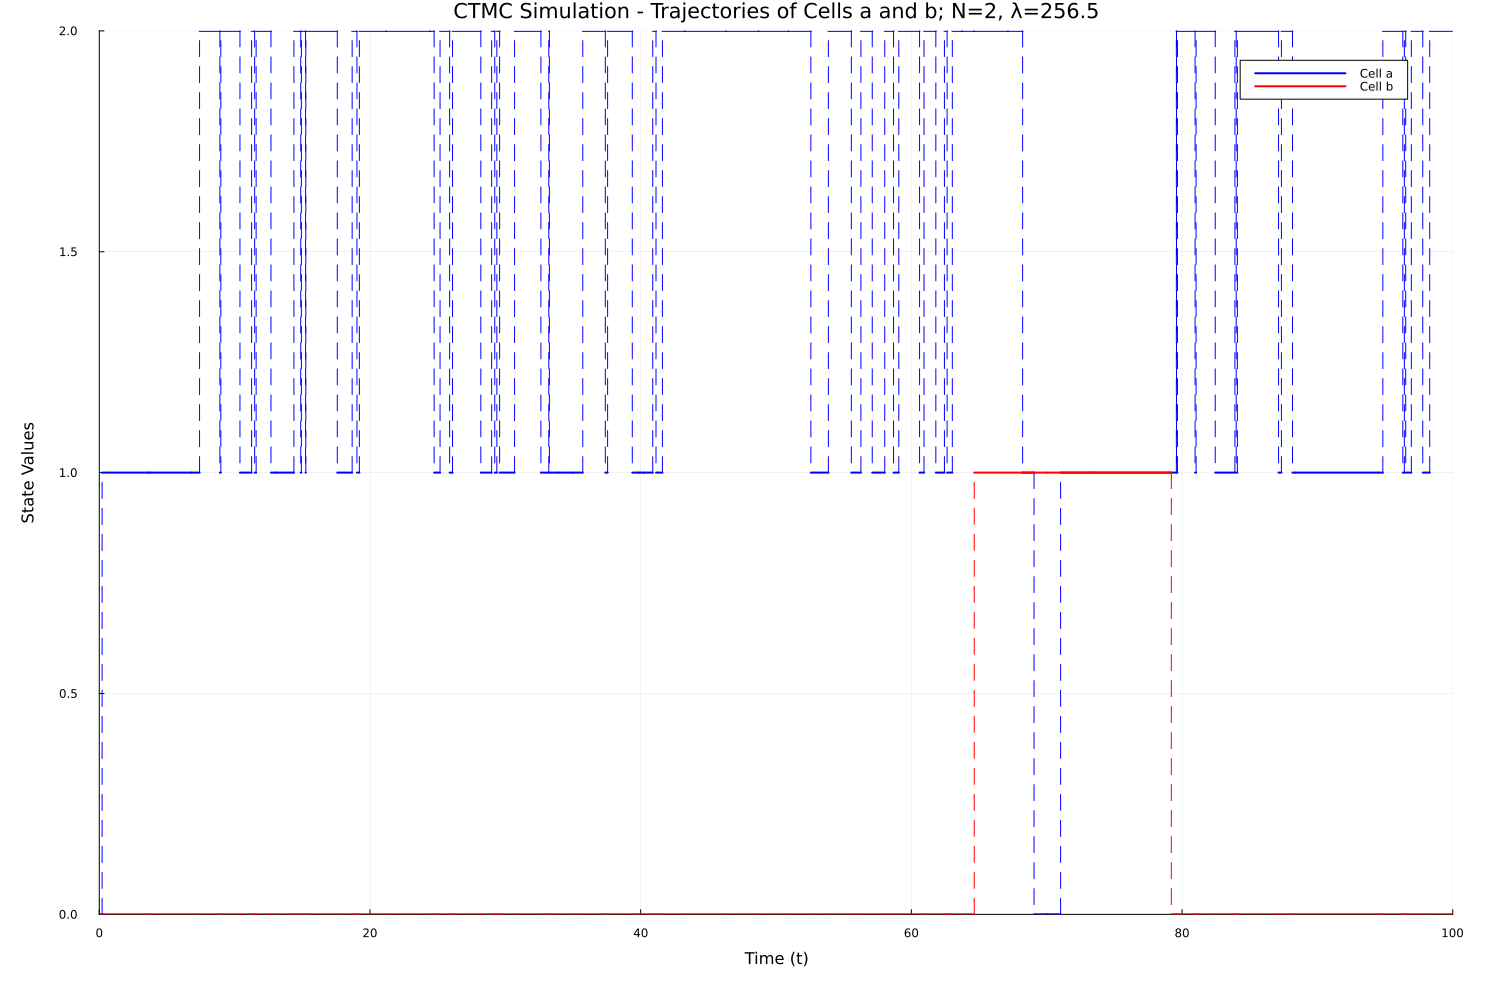 CTMC Simulation - Trajectories of Cells a and b; N=2, λ=256.5
2.0
Cell a
Cell b
1.5
1.0
State Values
0.5
0.0
0 20 40 60 80 100
Time (t)